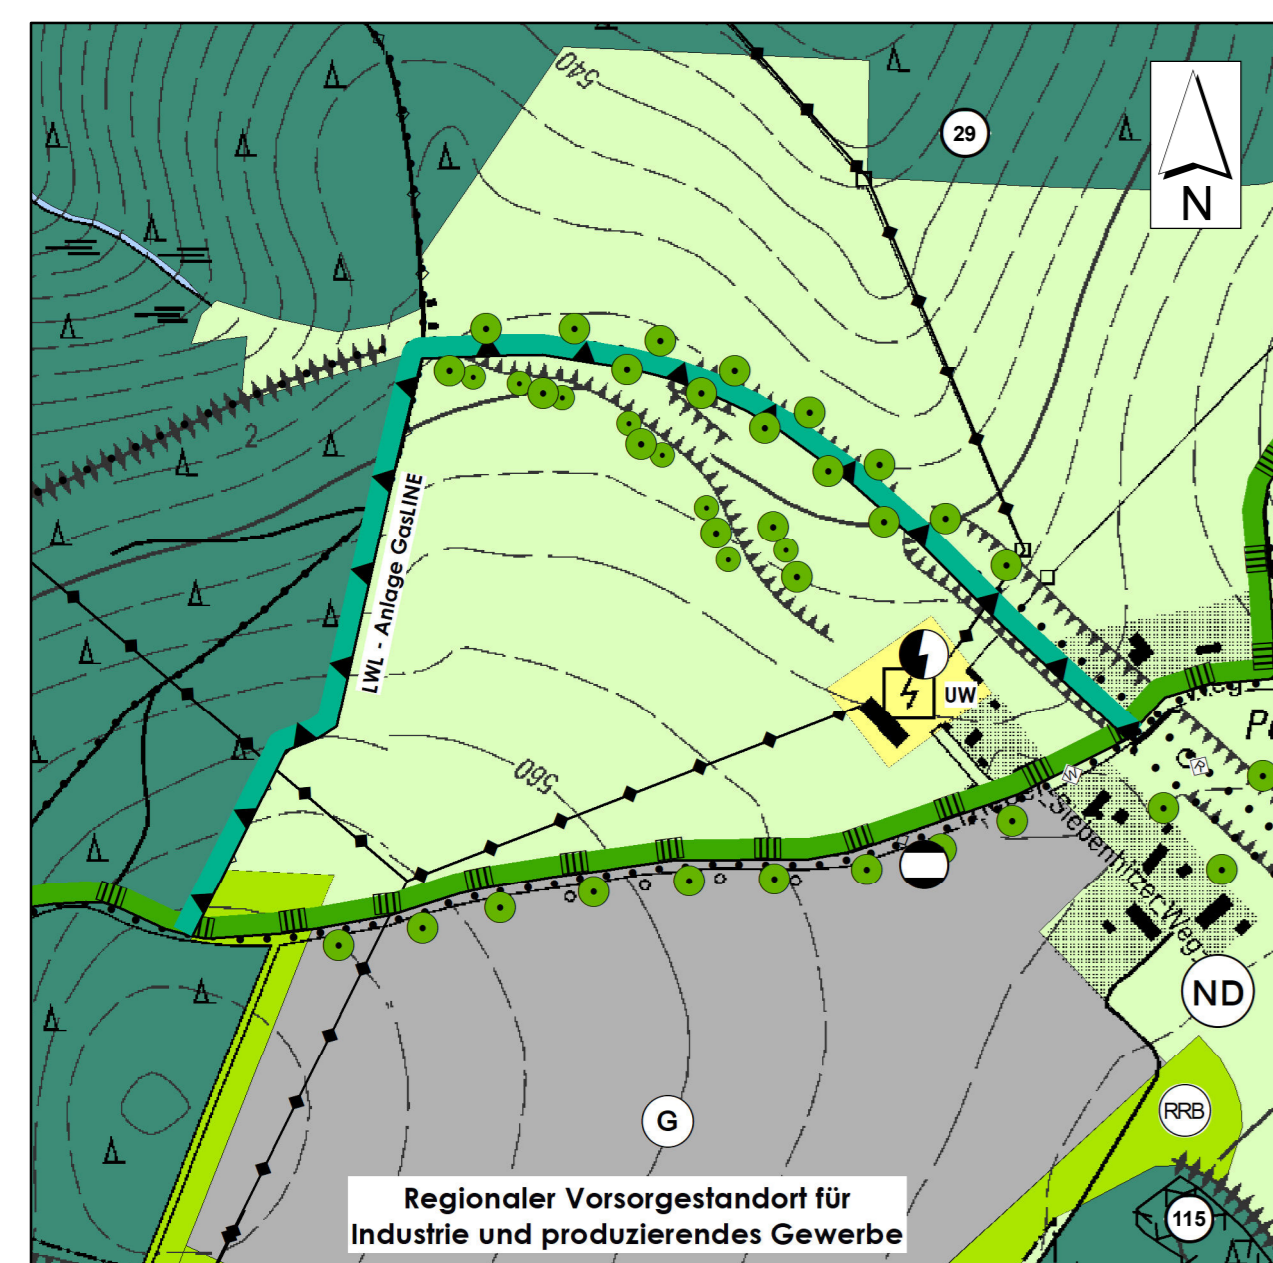 540
29
N
2
LWL - Anlage GasLINE
UW
Weg
P
W
560
Siebenhitzer Weg
ND
G
RRB
Regionaler Vorsorgestandort für
Industrie und produzierendes Gewerbe
115